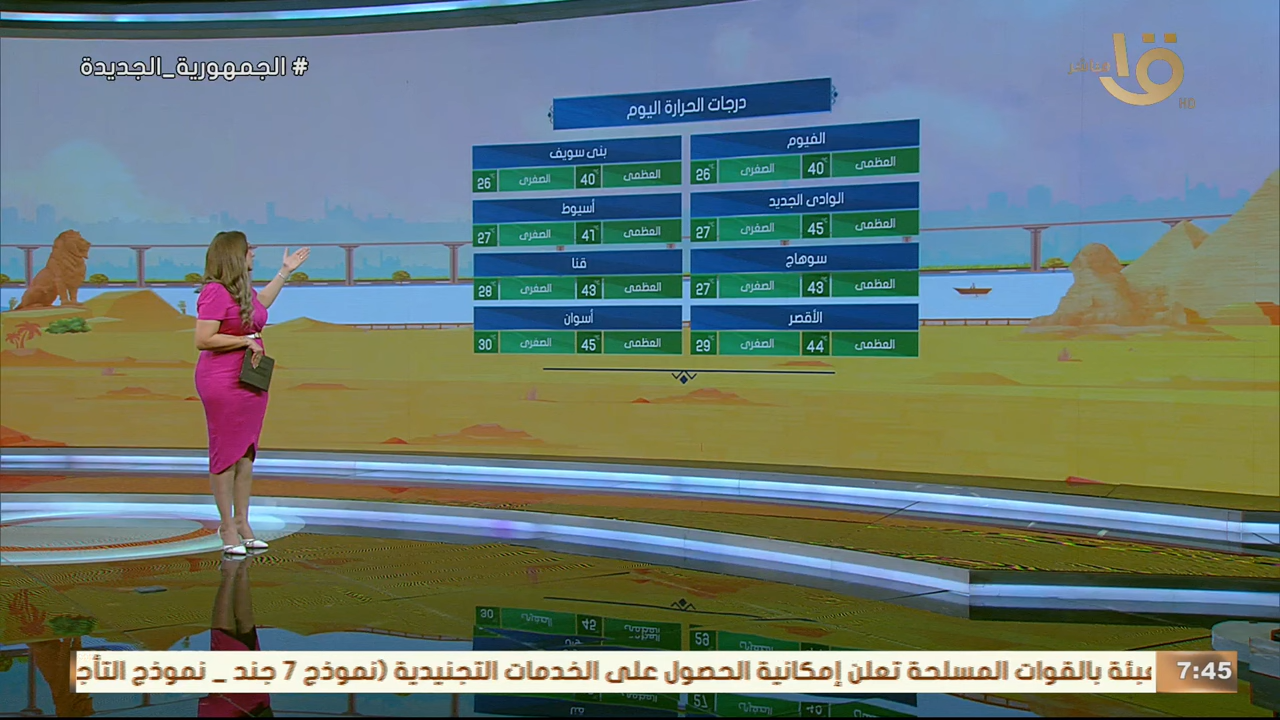 # الجمهورية_الجديدة
HD
درجات الحرارة اليوم
الفيوم
العظمى 40°c الصغرى 26°c
بنى سويف
العظمى 40°c الصغرى 26°c
الوادى الجديد
العظمى 45°c الصغرى 27°c
أسيوط
العظمى 41°c الصغرى 27°c
سوهاج
العظمى 43°c الصغرى 27°c
قنا
العظمى 43°c الصغرى 28°c
الأقصر
العظمى 44°c الصغرى 29°c
أسوان
العظمى 45°c الصغرى 30°c
7:45
بالقوات المسلحة تعلن إمكانية الحصول على الخدمات التجنيدية (نموذج 7 جند _ نموذج